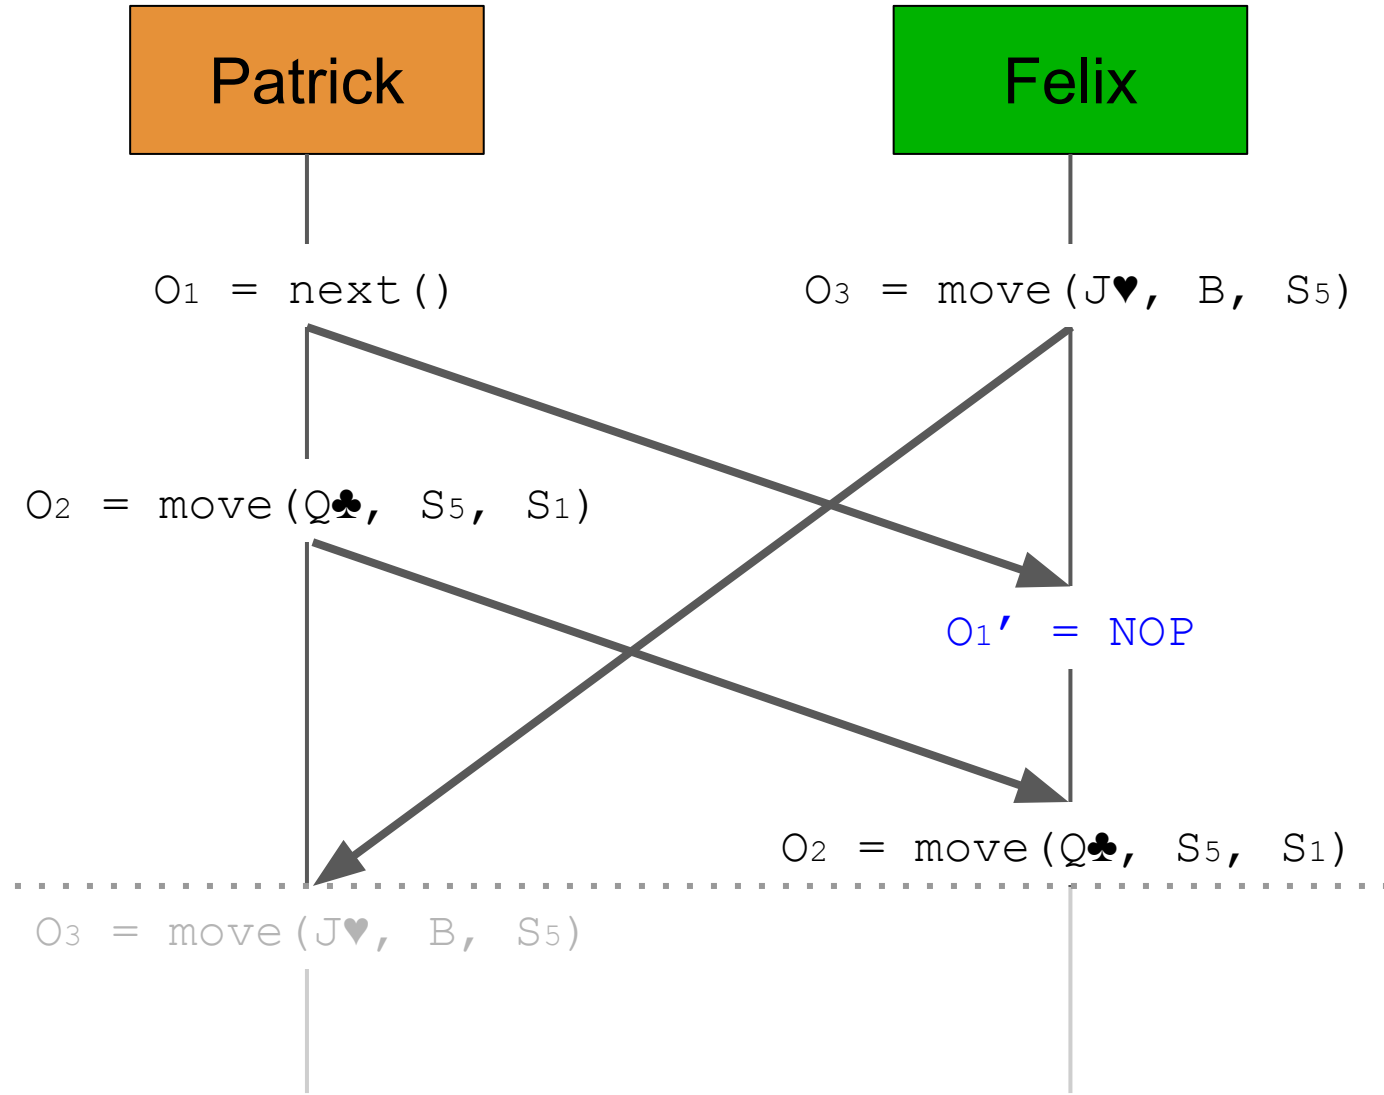 Patrick
Felix
O₁ = next()
O₃ = move(J♥, B, S₅)
O₂ = move(Q♣, S₅, S₁)
O₁′ = NOP
O₂ = move(Q♣, S₅, S₁)
O₃ = move(J♥, B, S₅)